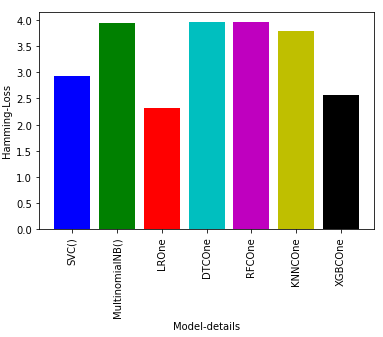 Hamming-Loss
4.0
3.5
3.0
2.5
2.0
1.5
1.0
0.5
0.0
SVC()
MultinomialNB()
LROne
DTCOne
RFCOne
KNNCOne
XGBCOne
Model-details